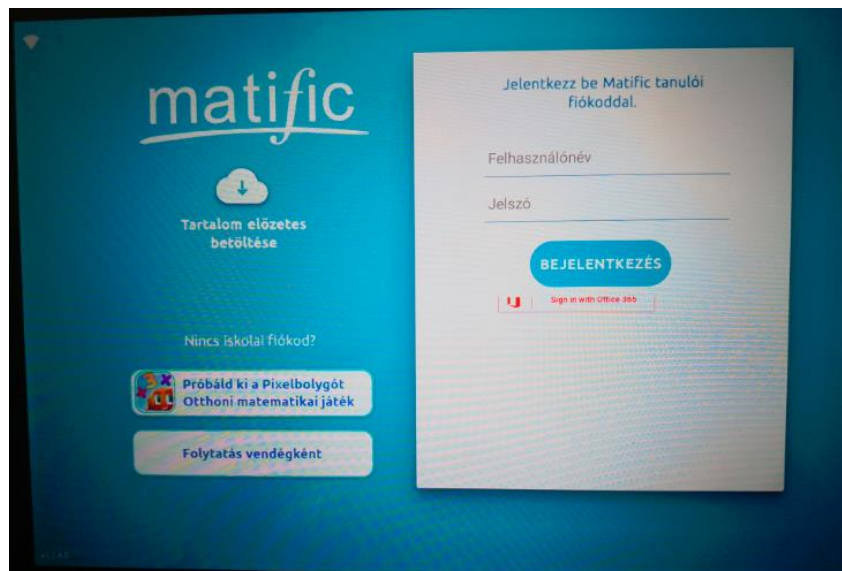 matific
Tartalom előzetes
betöltése
Nincs iskolai fiókod?
Próbáld ki a Pixelbolygót
Otthoni matematikai játék
Folytatás vendégként
Jelentkezz be Matific tanulói
fiókoddal.
Felhasználónév
Jelszó
BEJELENTKEZÉS
Sign in with Office 365